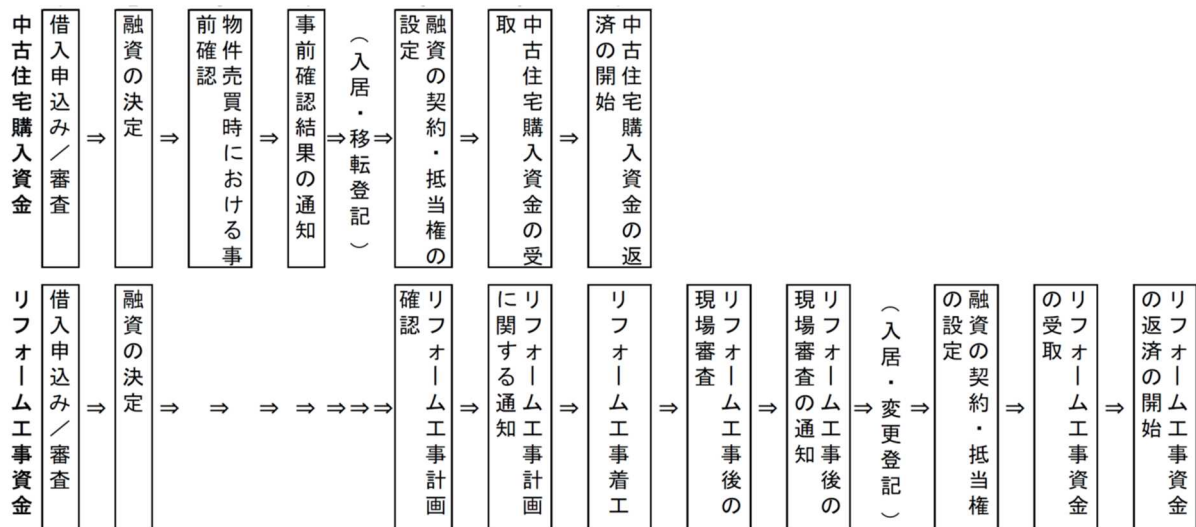 中古住宅購入資金
借入申込み／審査
⇒
融資の決定
⇒
物件売買時における事
前確認
⇒
事前確認結果の通知
⇒
（入居・移転登記）
⇒
融資の契約・抵当権の
設定
⇒
中古住宅購入資金の受
取
⇒
中古住宅購入資金の返
済の開始
リフォーム工事資金
借入申込み／審査
⇒
融資の決定
⇒
⇒
⇒
⇒
⇒
⇒
⇒
リフォーム工事計画
確認
⇒
リフォーム工事計画
に関する通知
⇒
リフォーム工事着工
⇒
リフォーム工事後の
現場審査
⇒
リフォーム工事後の
現場審査の通知
⇒
（入居・変更登記）
⇒
融資の契約・抵当権
の設定
⇒
リフォーム工事資金
の受取
⇒
リフォーム工事資金
の返済の開始